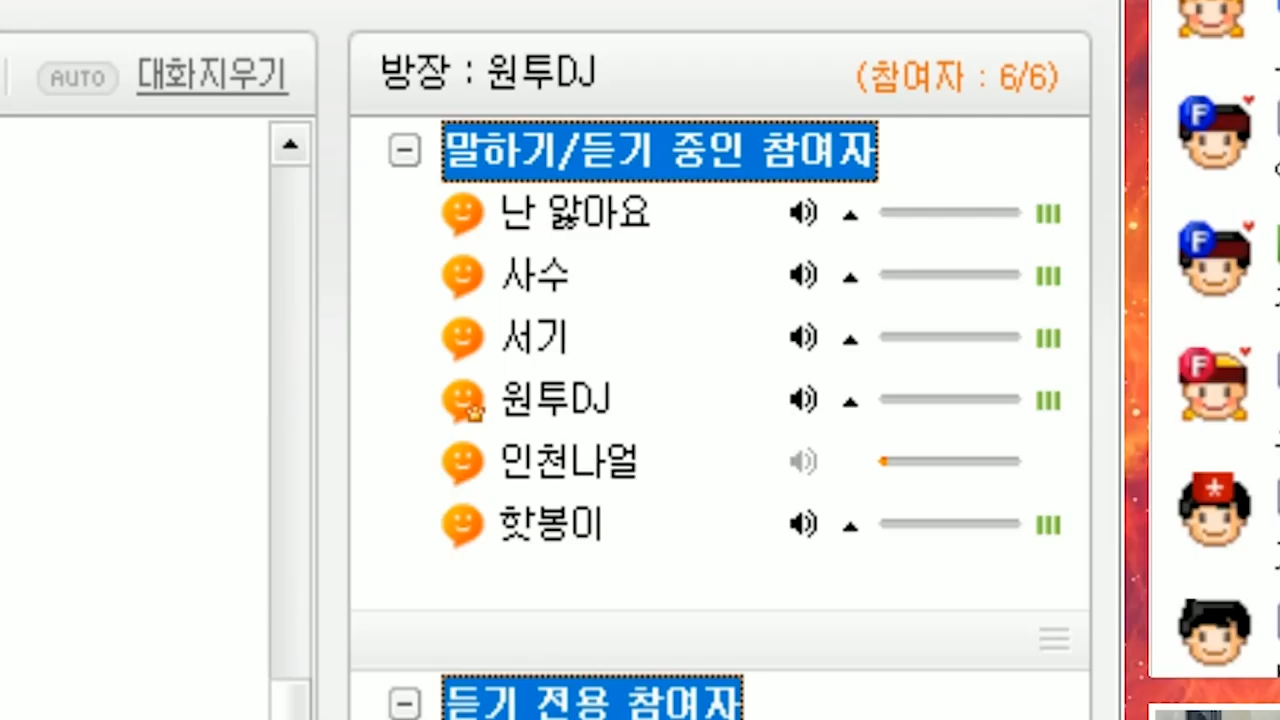 AUTO 대화지우기
방장 : 원투DJ (참여자 : 6/6)
말하기/듣기 중인 참여자
난 앓아요
사수
서기
원투DJ
인천나얼
핫봉이
듣기 전용 참여자
F
F
F